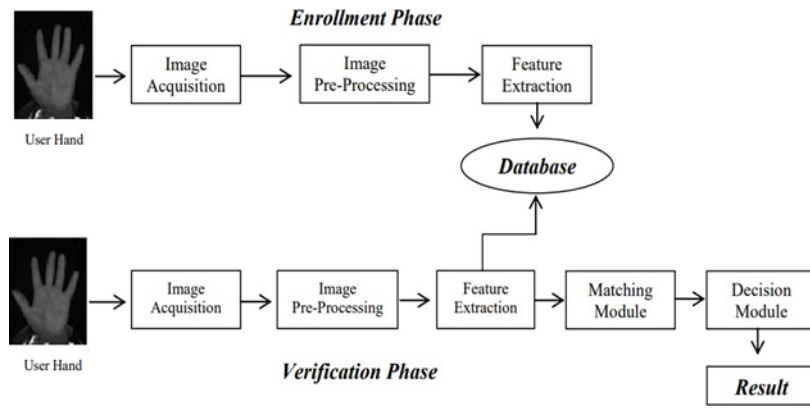 Enrollment Phase
Image
Acquisition
Image
Pre-Processing
Feature
Extraction
User Hand
Database
Image
Acquisition
Image
Pre-Processing
Feature
Extraction
Matching
Module
Decision
Module
User Hand
Verification Phase
Result